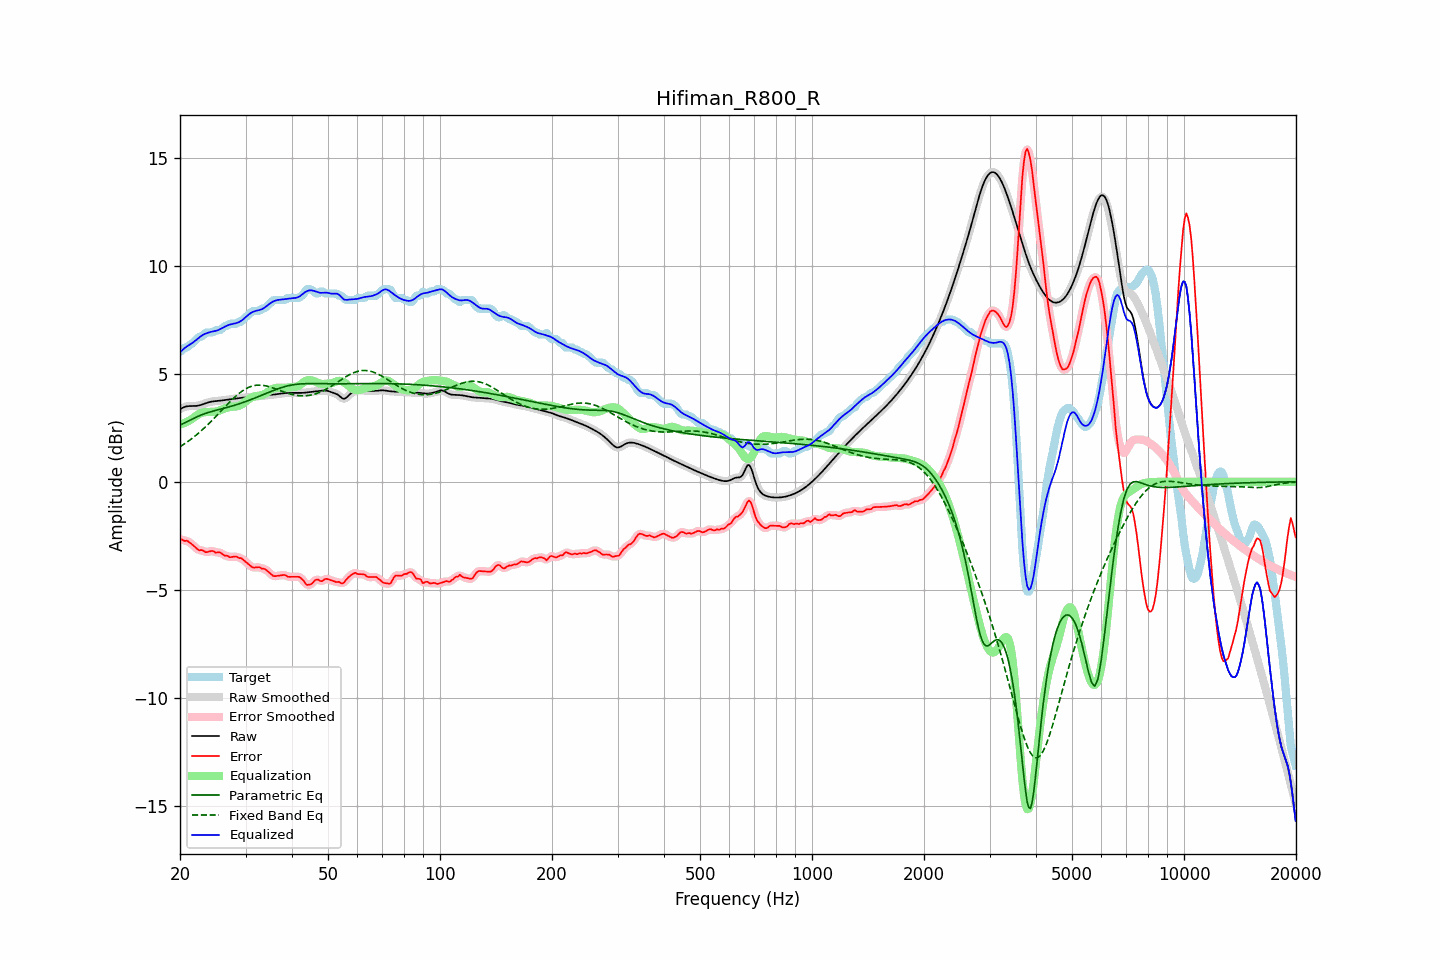 Hifiman_R800_R
Amplitude (dBr)
15
10
5
0
−5
−10
−15
Target
Raw Smoothed
Error Smoothed
Raw
Error
Equalization
Parametric Eq
Fixed Band Eq
Equalized
20 50 100 200 500 1000 2000 5000 10000 20000
Frequency (Hz)